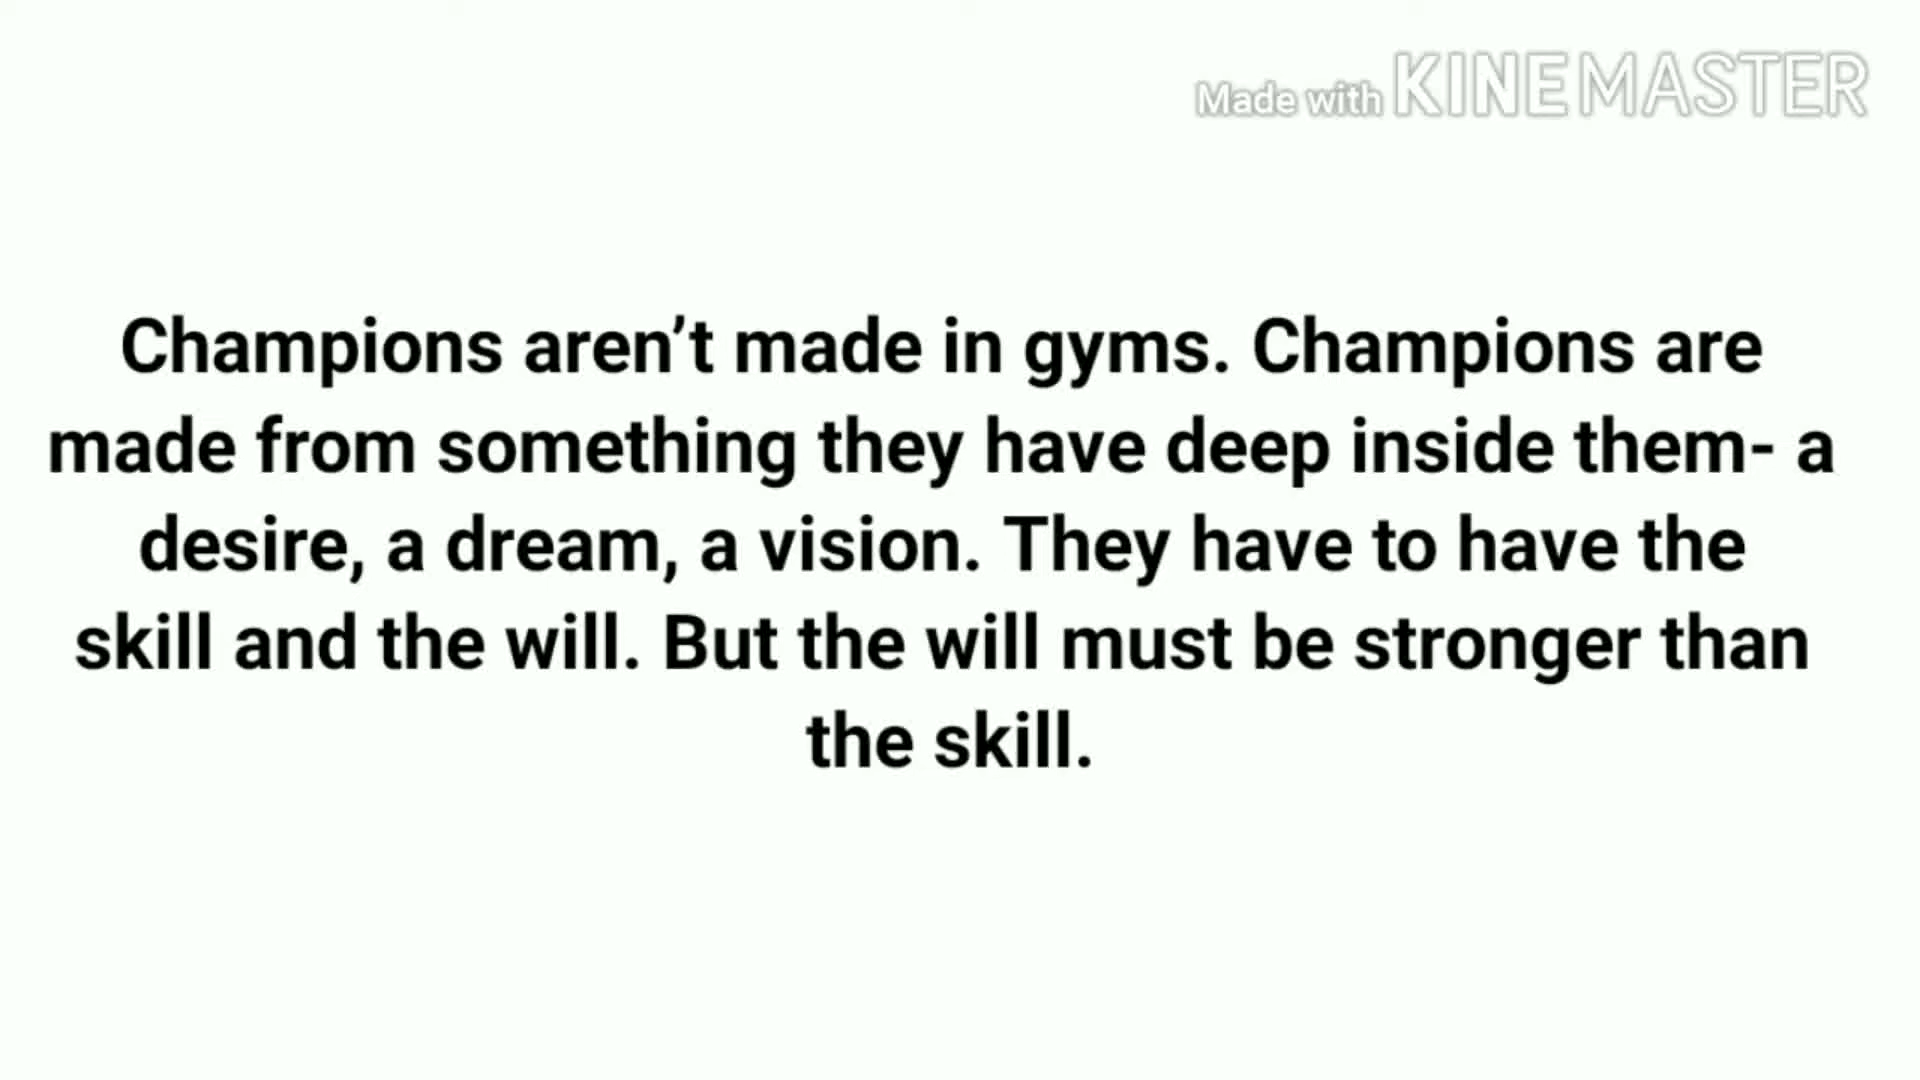 Made with KINEMASTER
Champions aren’t made in gyms. Champions are
made from something they have deep inside them- a
desire, a dream, a vision. They have to have the
skill and the will. But the will must be stronger than
the skill.